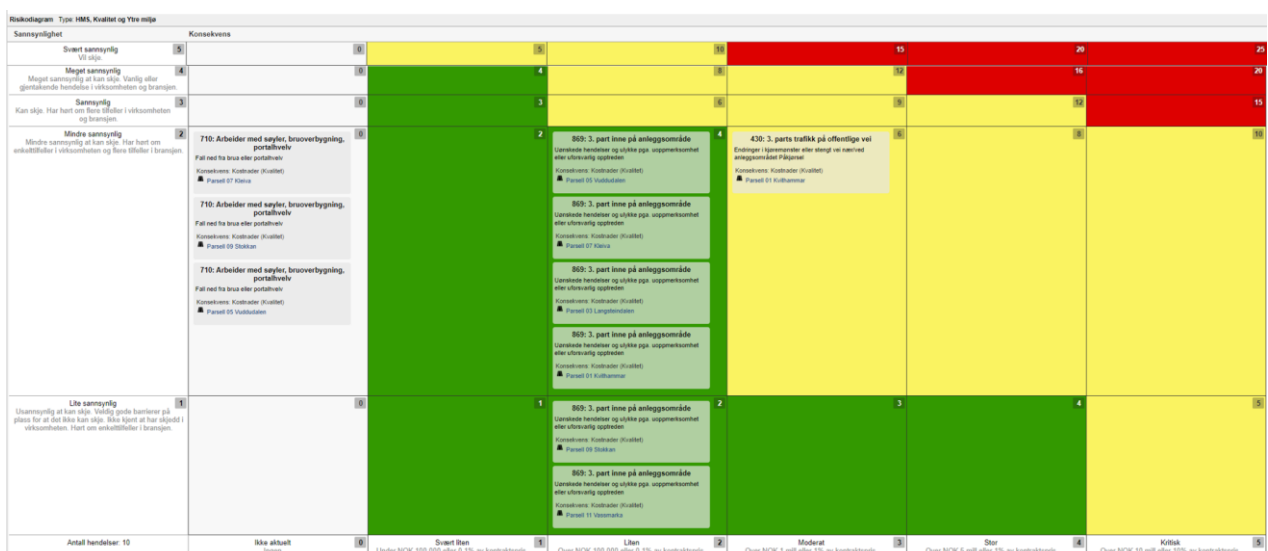 Risikodiagram Type: HMS, Kvalitet og Ytre miljø
Sannsynlighet Konsekvens
Svært sannsynlig 5 0 5 10 15 20 25
Vil skje.
Meget sannsynlig 4 0 4 8 12 16 20
Meget sannsynlig at kan skje. Vanlig eller
gjentakende hendelse i virksomheten og bransjen.
Sannsynlig 3 0 3 6 9 12 15
Kan skje. Har hørt om flere tilfeller i virksomheten
og bransjen.
Mindre sannsynlig 2 0 2 4 6 8 10
Mindre sannsynlig at kan skje. Har hørt om
enkelttilfeller i virksomheten og flere tilfeller i bransjen.
710: Arbeider med søyler, bruoverbygning,
portalhvelv
Fall ned fra brua eller portalhvelv
Konsekvens: Kostnader (Kvalitet)
Parsell 07 Kleiva
710: Arbeider med søyler, bruoverbygning,
portalhvelv
Fall ned fra brua eller portalhvelv
Konsekvens: Kostnader (Kvalitet)
Parsell 09 Stokkan
710: Arbeider med søyler, bruoverbygning,
portalhvelv
Fall ned fra brua eller portalhvelv
Konsekvens: Kostnader (Kvalitet)
Parsell 05 Vuddudalen
869: 3. part inne på anleggsområde
Uønskede hendelser og ulykke pga. uoppmerksomhet
eller uforsvarlig opptreden
Konsekvens: Kostnader (Kvalitet)
Parsell 05 Vuddudalen
869: 3. part inne på anleggsområde
Uønskede hendelser og ulykke pga. uoppmerksomhet
eller uforsvarlig opptreden
Konsekvens: Kostnader (Kvalitet)
Parsell 07 Kleiva
869: 3. part inne på anleggsområde
Uønskede hendelser og ulykke pga. uoppmerksomhet
eller uforsvarlig opptreden
Konsekvens: Kostnader (Kvalitet)
Parsell 03 Langsteindalen
869: 3. part inne på anleggsområde
Uønskede hendelser og ulykke pga. uoppmerksomhet
eller uforsvarlig opptreden
Konsekvens: Kostnader (Kvalitet)
Parsell 01 Kvithammar
430: 3. parts trafikk på offentlige vei
Endringer i kjøremønster eller stengt vei nær/ved
anleggsområdet Påkjørsel
Konsekvens: Kostnader (Kvalitet)
Parsell 01 Kvithammar
Lite sannsynlig 1 0 1 2 3 4 5
Usannsynlig at kan skje. Veldig gode barrierer på
plass for at det ikke kan skje. Ikke kjent at har skjedd i
virksomheten. Hørt om enkelttilfeller i bransjen.
869: 3. part inne på anleggsområde
Uønskede hendelser og ulykke pga. uoppmerksomhet
eller uforsvarlig opptreden
Konsekvens: Kostnader (Kvalitet)
Parsell 09 Stokkan
869: 3. part inne på anleggsområde
Uønskede hendelser og ulykke pga. uoppmerksomhet
eller uforsvarlig opptreden
Konsekvens: Kostnader (Kvalitet)
Parsell 11 Vassmarka
Antall hendelser: 10 Ikke aktuelt 0 Svært liten 1 Liten 2 Moderat 3 Stor 4 Kritisk 5